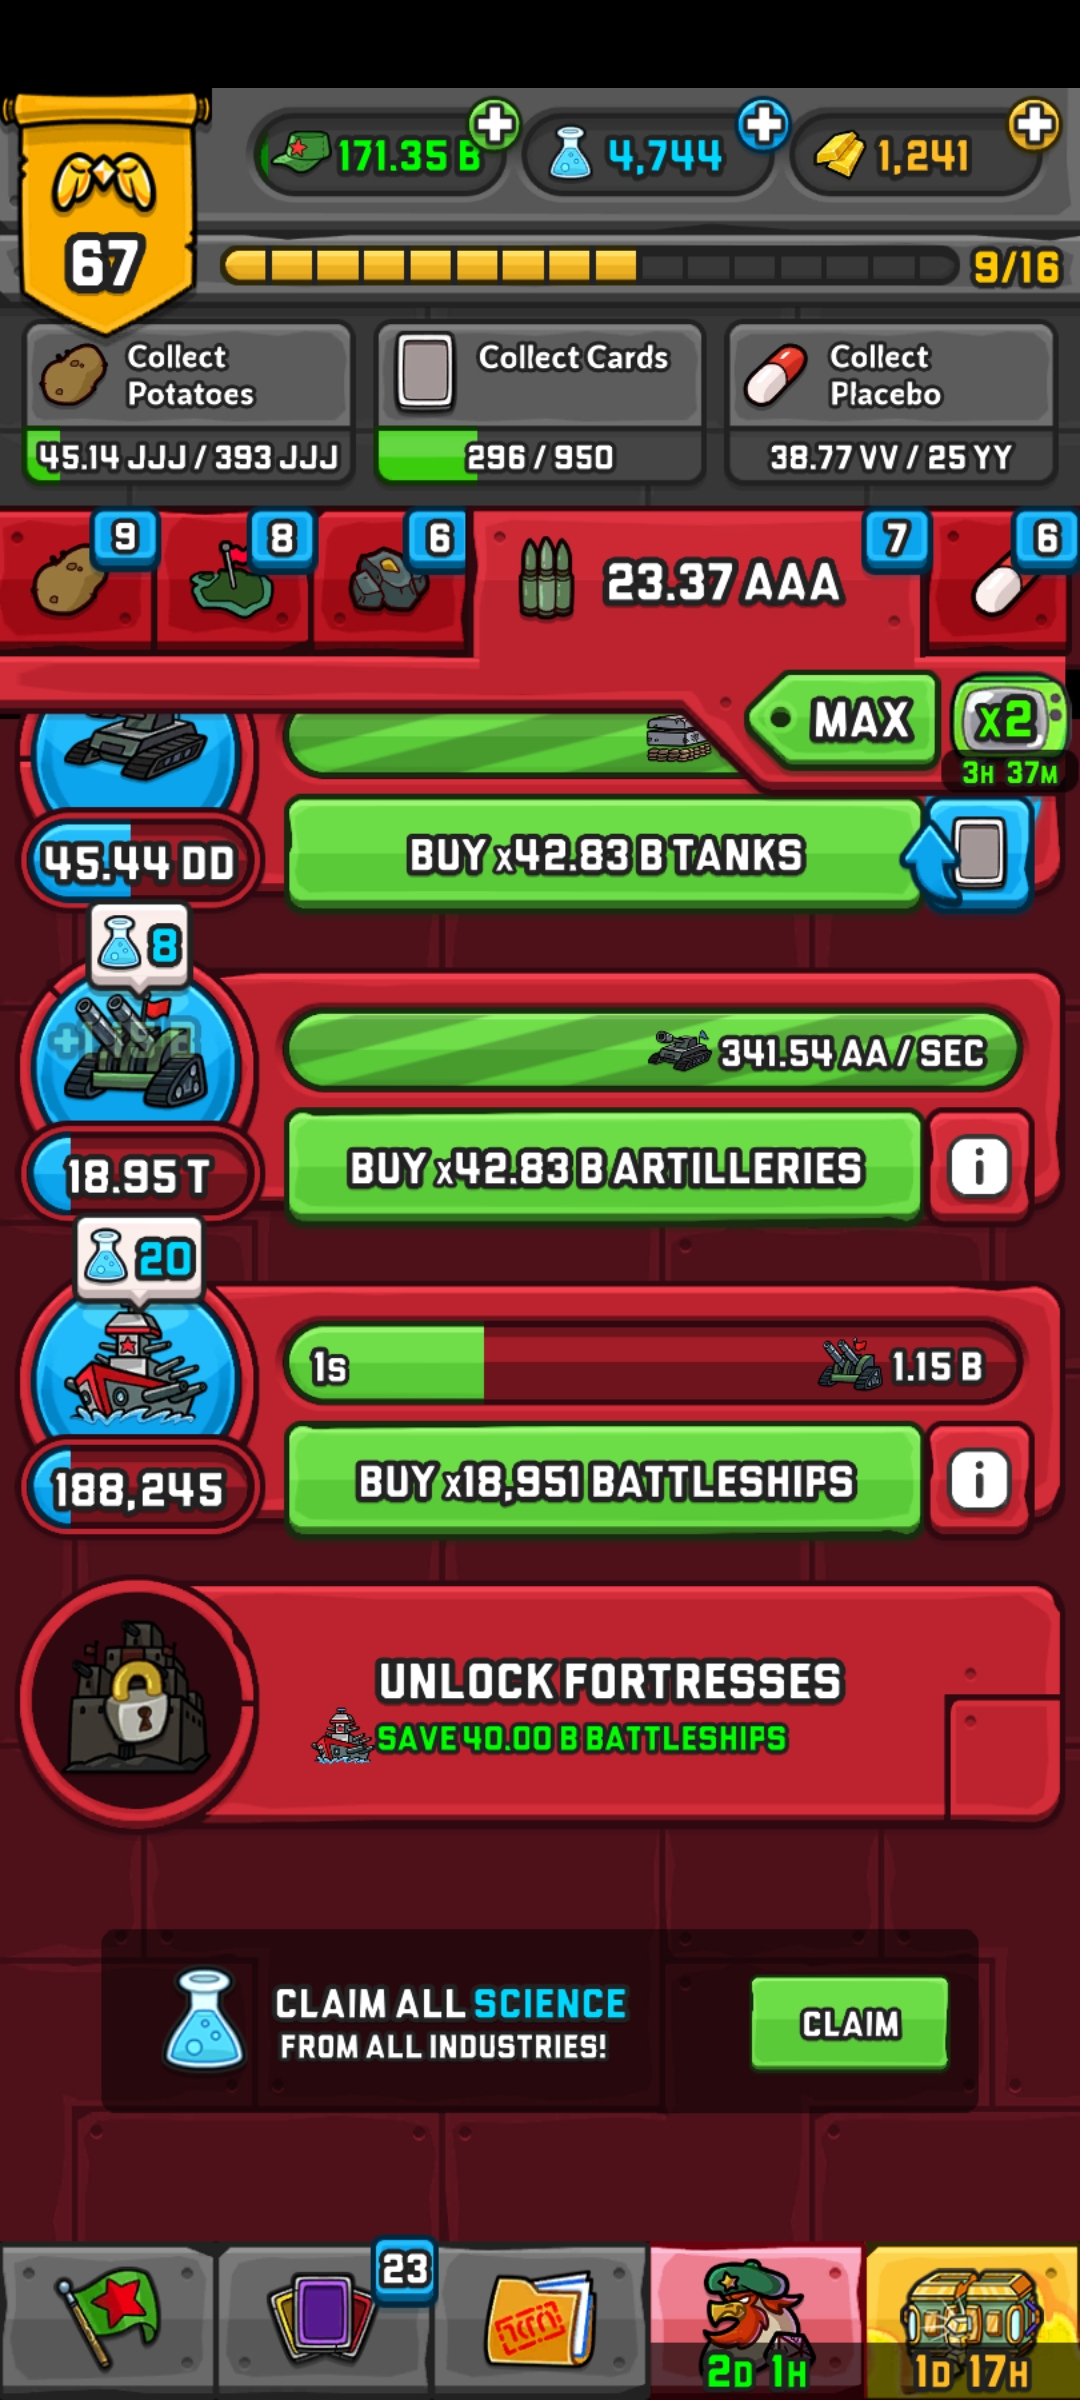 67
171.35 B
4,744
1,241
9/16
Collect
Potatoes
45.14 JJJ / 393 JJJ
Collect Cards
296 / 950
Collect
Placebo
38.77 VV / 25 YY
9
8
6
23.37 AAA
7
6
MAX
x2
3H 37M
45.44 DD
BUY x42.83 B TANKS
8
341.54 AA / SEC
18.95 T
BUY x42.83 B ARTILLERIES
i
20
1s
1.15 B
188,245
BUY x18,951 BATTLESHIPS
i
UNLOCK FORTRESSES
SAVE 40.00 B BATTLESHIPS
CLAIM ALL SCIENCE
FROM ALL INDUSTRIES!
CLAIM
23
2D 1H
1D 17H